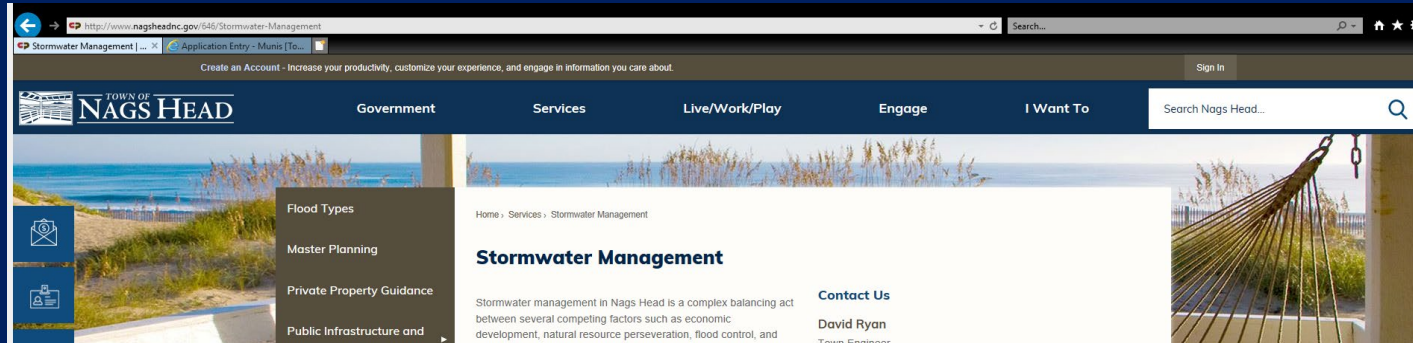 http://www.nagsheadnc.gov/646/Stormwater-Management
Search...
Stormwater Management | ...
Application Entry - Munis [To...
Create an Account - Increase your productivity, customize your experience, and engage in information you care about.
Sign In
TOWN OF
NAGS HEAD
Government
Services
Live/Work/Play
Engage
I Want To
Search Nags Head...
Flood Types
Master Planning
Private Property Guidance
Public Infrastructure and
Home › Services › Stormwater Management
Stormwater Management
Stormwater management in Nags Head is a complex balancing act
between several competing factors such as economic
development, natural resource perseveration, flood control, and
Contact Us
David Ryan
Town Engineer